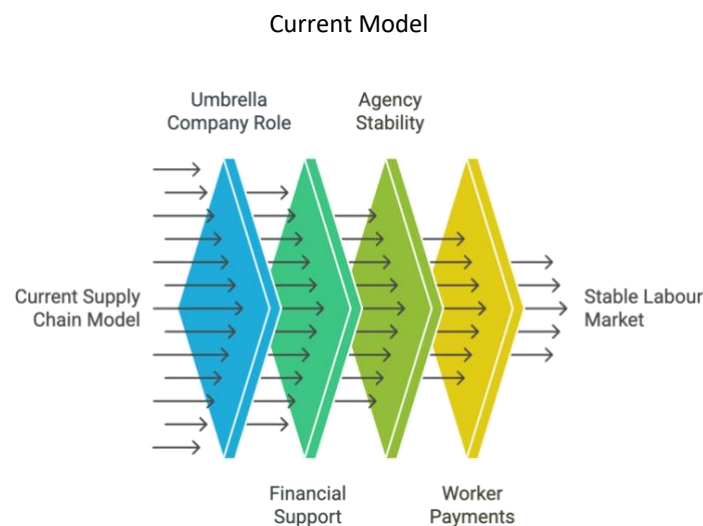 Current Model
Umbrella
Company Role
Agency
Stability
Current Supply
Chain Model
Stable Labour
Market
Financial
Support
Worker
Payments